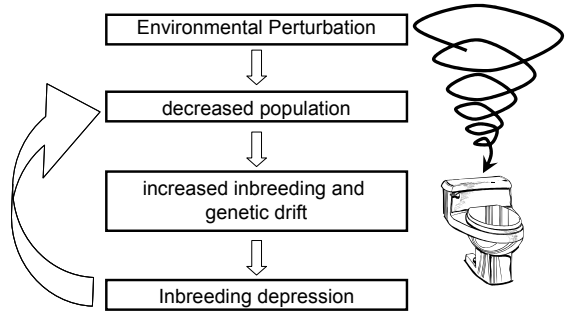 Environmental Perturbation
decreased population
increased inbreeding and
genetic drift
Inbreeding depression